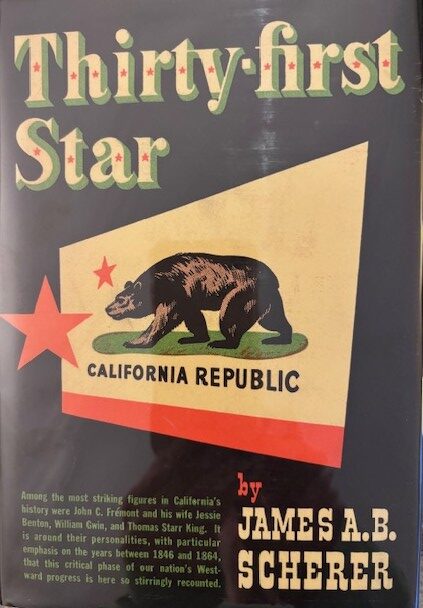 Thirty-first
Star
CALIFORNIA REPUBLIC
Among the most striking figures in California's
history were John C. Frémont and his wife Jessie
Benton, William Gwin, and Thomas Starr King. It
is around their personalities, with particular
emphasis on the years between 1846 and 1864,
that this critical phase of our nation's West-
ward progress is here so stirringly recounted.
by
JAMES A.B.
SCHERER